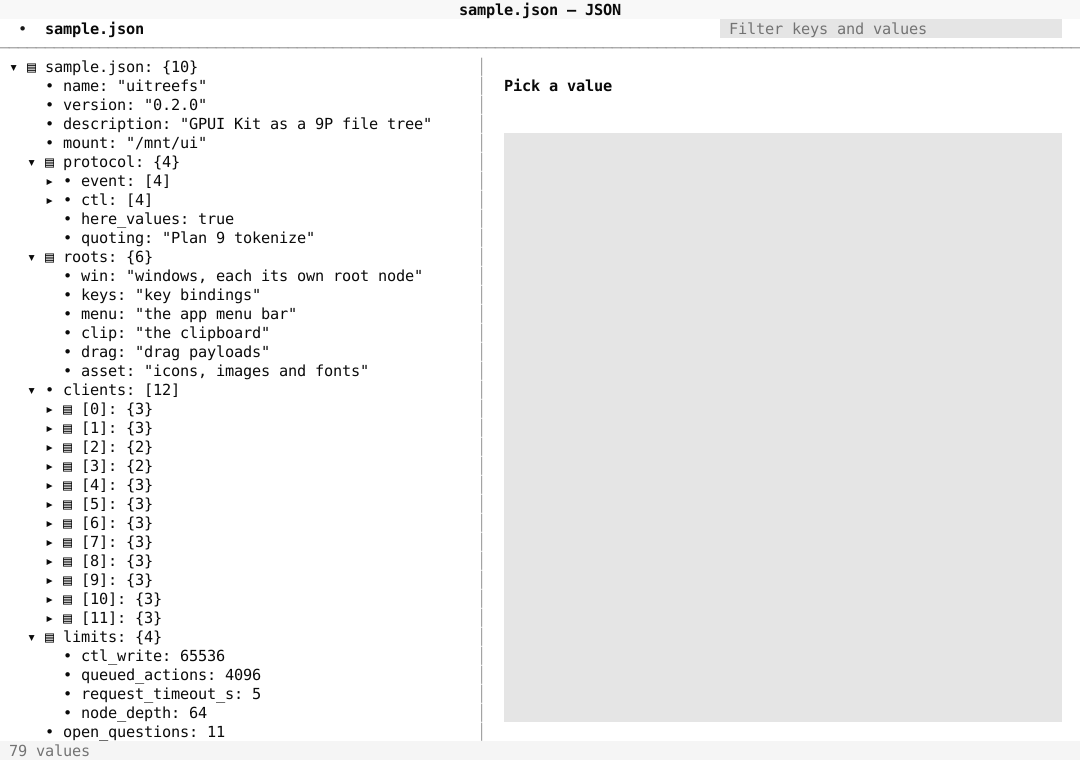 sample.json — JSON
• sample.json
Filter keys and values
▾ ▤ sample.json: {10}
• name: "uitreefs"
• version: "0.2.0"
• description: "GPUI Kit as a 9P file tree"
• mount: "/mnt/ui"
▾ ▤ protocol: {4}
▸ • event: [4]
▸ • ctl: [4]
• here_values: true
• quoting: "Plan 9 tokenize"
▾ ▤ roots: {6}
• win: "windows, each its own root node"
• keys: "key bindings"
• menu: "the app menu bar"
• clip: "the clipboard"
• drag: "drag payloads"
• asset: "icons, images and fonts"
▾ • clients: [12]
▸ ▤ [0]: {3}
▸ ▤ [1]: {3}
▸ ▤ [2]: {2}
▸ ▤ [3]: {2}
▸ ▤ [4]: {3}
▸ ▤ [5]: {3}
▸ ▤ [6]: {3}
▸ ▤ [7]: {3}
▸ ▤ [8]: {3}
▸ ▤ [9]: {3}
▸ ▤ [10]: {3}
▸ ▤ [11]: {3}
▾ ▤ limits: {4}
• ctl_write: 65536
• queued_actions: 4096
• request_timeout_s: 5
• node_depth: 64
• open_questions: 11
Pick a value
79 values